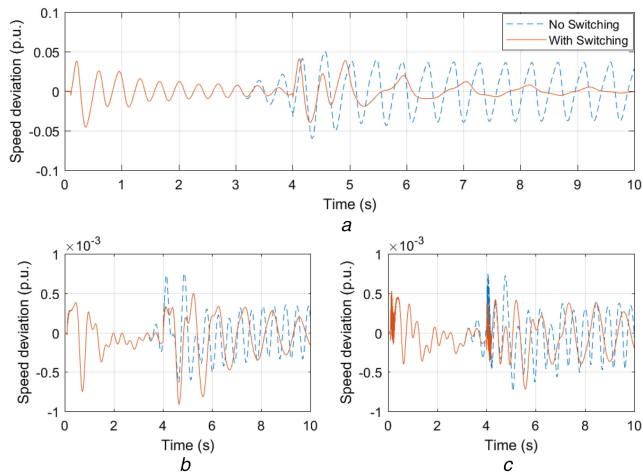 0.1
0.05
0
-0.05
-0.1
Speed deviation (p.u.)
No Switching
With Switching
0 1 2 3 4 5 6 7 8 9 10
Time (s)
a
×10⁻³
1
0.5
0
-0.5
-1
Speed deviation (p.u.)
0 2 4 6 8 10
Time (s)
b
×10⁻³
1
0.5
0
-0.5
-1
Speed deviation (p.u.)
0 2 4 6 8 10
Time (s)
c